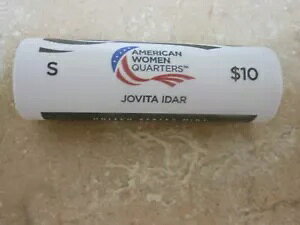 AMERICAN
WOMEN
QUARTERS™
S
$10
JOVITA IDAR
UNITED STATES MINT